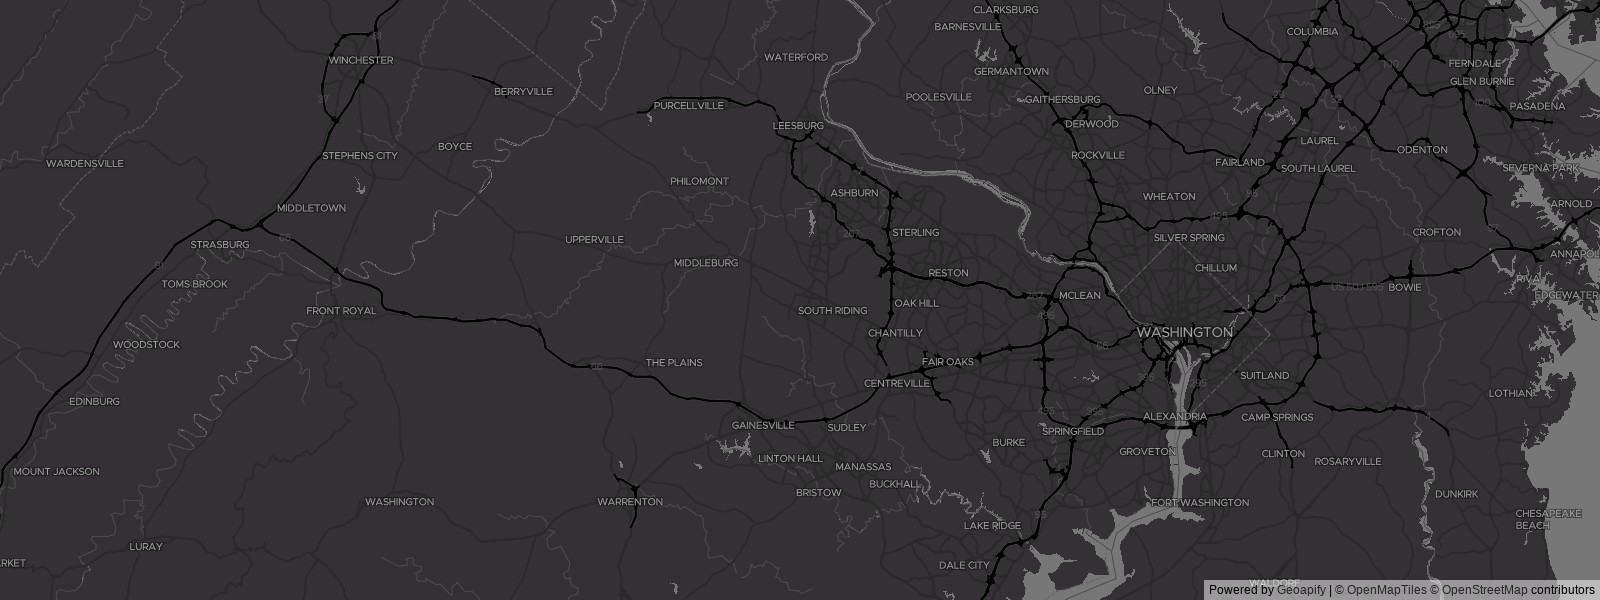 CLARKSBURG
BARNESVILLE
COLUMBIA
WINCHESTER
WATERFORD
GERMANTOWN
FERNDALE
GLEN BURNIE
BERRYVILLE
POOLESVILLE
OLNEY
GAITHERSBURG
PURCELLVILLE
PASADENA
LEESBURG
DERWOOD
LAUREL
BOYCE
STEPHENS CITY
ROCKVILLE
ODENTON
WARDENSVILLE
FAIRLAND
SOUTH LAUREL
SEVERNA PARK
PHILOMONT
ASHBURN
WHEATON
ARNOLD
MIDDLETOWN
STERLING
CROFTON
STRASBURG
UPPERVILLE
SILVER SPRING
ANNAPOL
MIDDLEBURG
RESTON
CHILLUM
RIVA
TOMS BROOK
BOWIE
MCLEAN
EDGEWATER
OAK HILL
FRONT ROYAL
SOUTH RIDING
WASHINGTON
CHANTILLY
WOODSTOCK
THE PLAINS
FAIR OAKS
SUITLAND
CENTREVILLE
LOTHIAN
EDINBURG
ALEXANDRIA
CAMP SPRINGS
GAINESVILLE
SUDLEY
SPRINGFIELD
BURKE
GROVETON
CLINTON
LINTON HALL
ROSARYVILLE
MANASSAS
MOUNT JACKSON
BUCKHALL
BRISTOW
DUNKIRK
WASHINGTON
WARRENTON
FORT WASHINGTON
CHESAPEAKE
BEACH
LAKE RIDGE
LURAY
RKET
DALE CITY
WALDORF
Powered by Geoapify | © OpenMapTiles © OpenStreetMap contributors